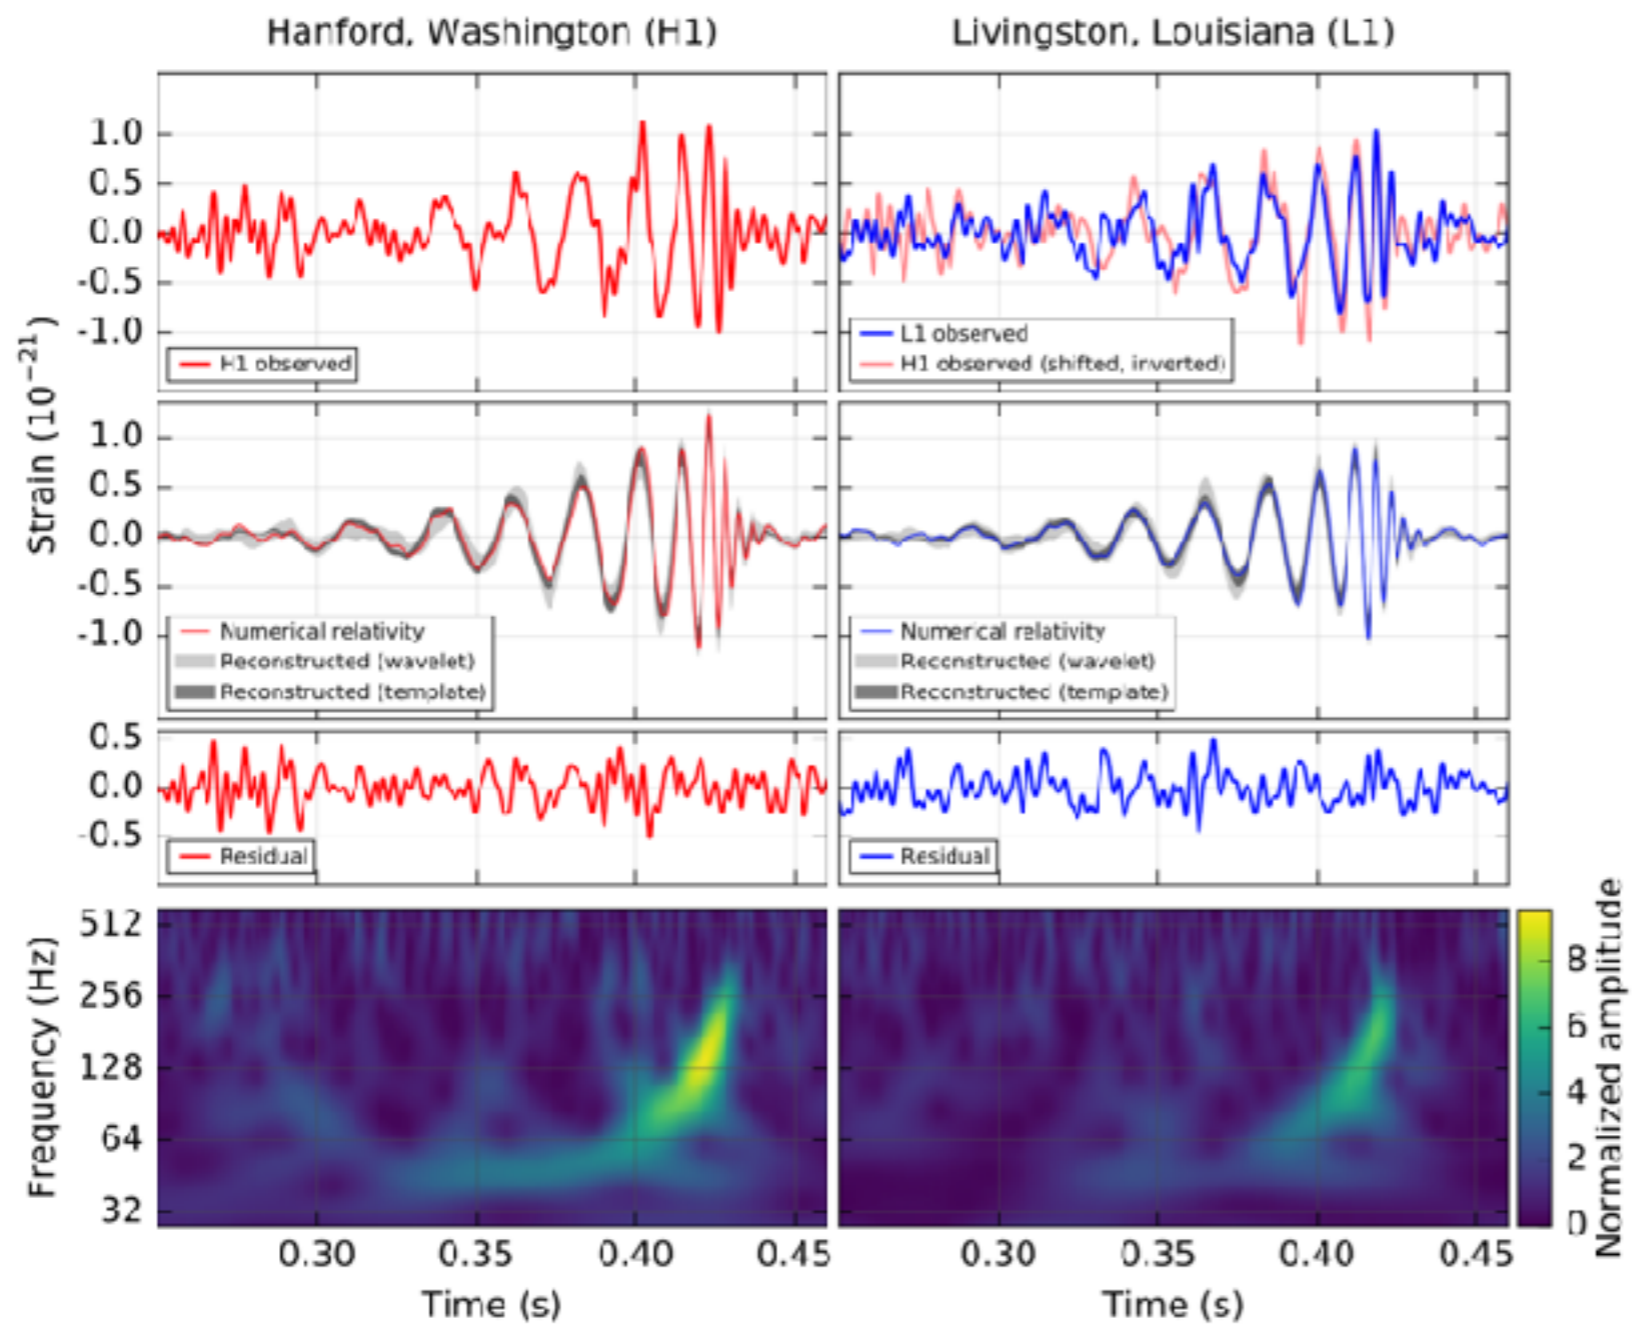 Hanford, Washington (H1)
Livingston, Louisiana (L1)
Strain (10⁻²¹)
1.0
0.5
0.0
-0.5
-1.0
H1 observed
L1 observed
H1 observed (shifted, inverted)
1.0
0.5
0.0
-0.5
-1.0
Numerical relativity
Reconstructed (wavelet)
Reconstructed (template)
Numerical relativity
Reconstructed (wavelet)
Reconstructed (template)
0.5
0.0
-0.5
Residual
Residual
Frequency (Hz)
512
256
128
64
32
0.30 0.35 0.40 0.45
Time (s)
0.30 0.35 0.40 0.45
Time (s)
8
6
4
2
0
Normalized amplitude